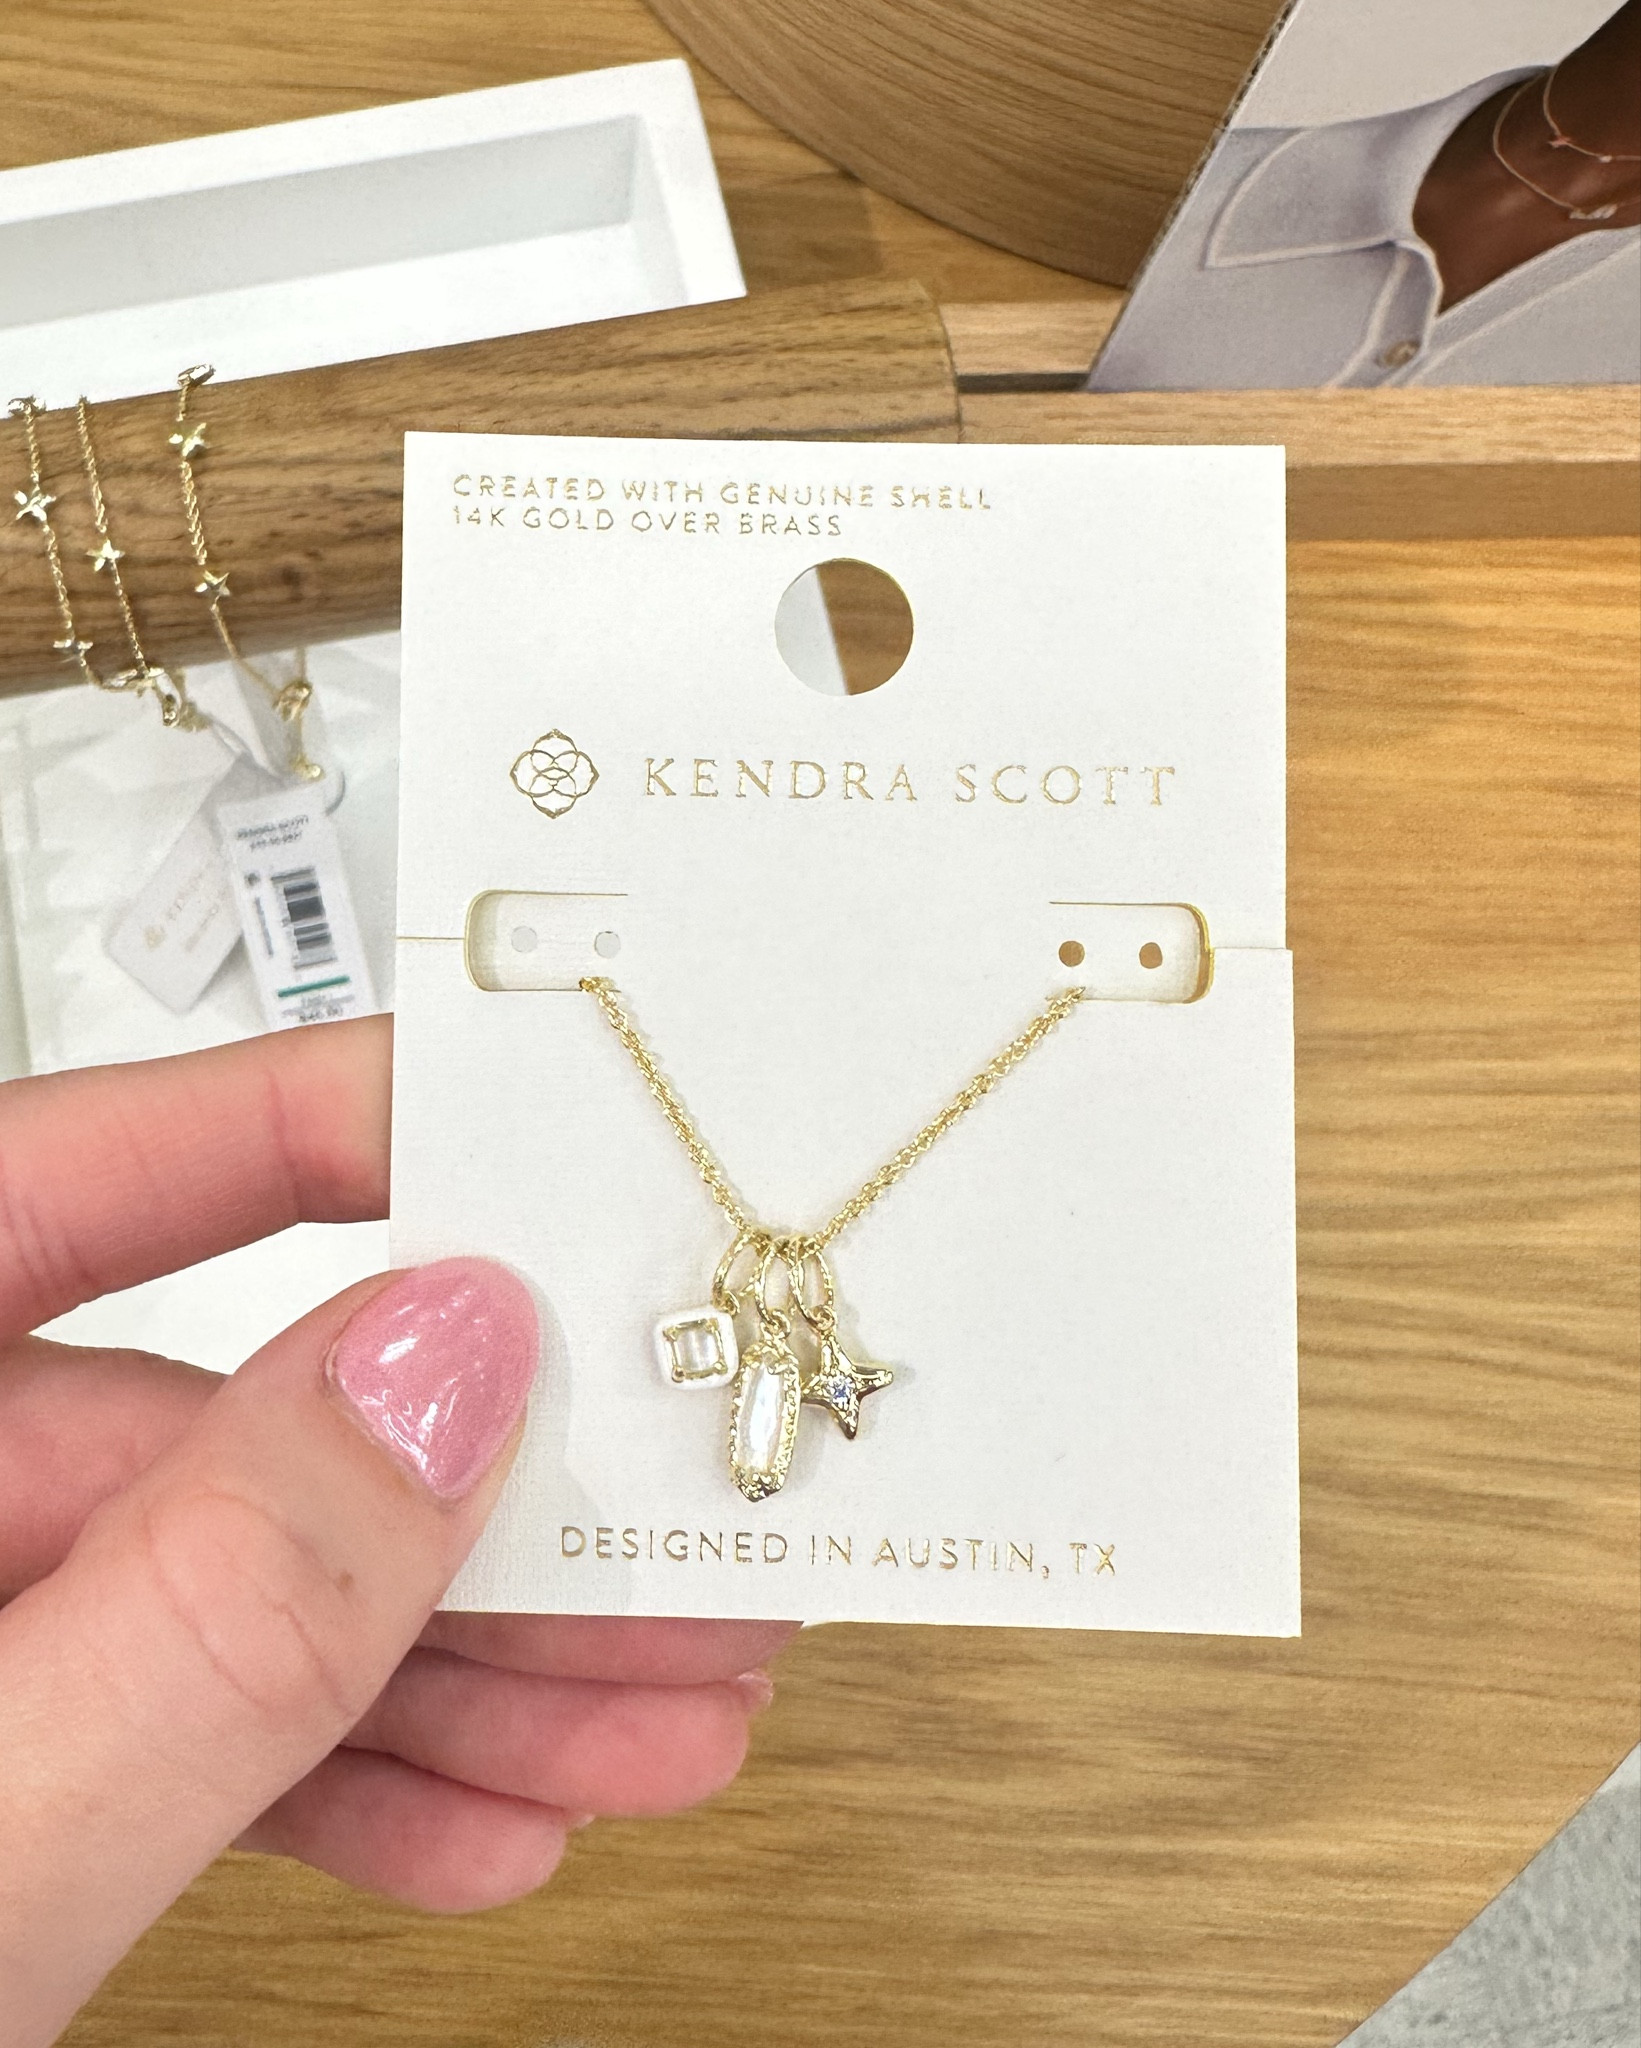 CREATED WITH GENUINE SHELL
14K GOLD OVER BRASS
KENDRA SCOTT
DESIGNED IN AUSTIN, TX